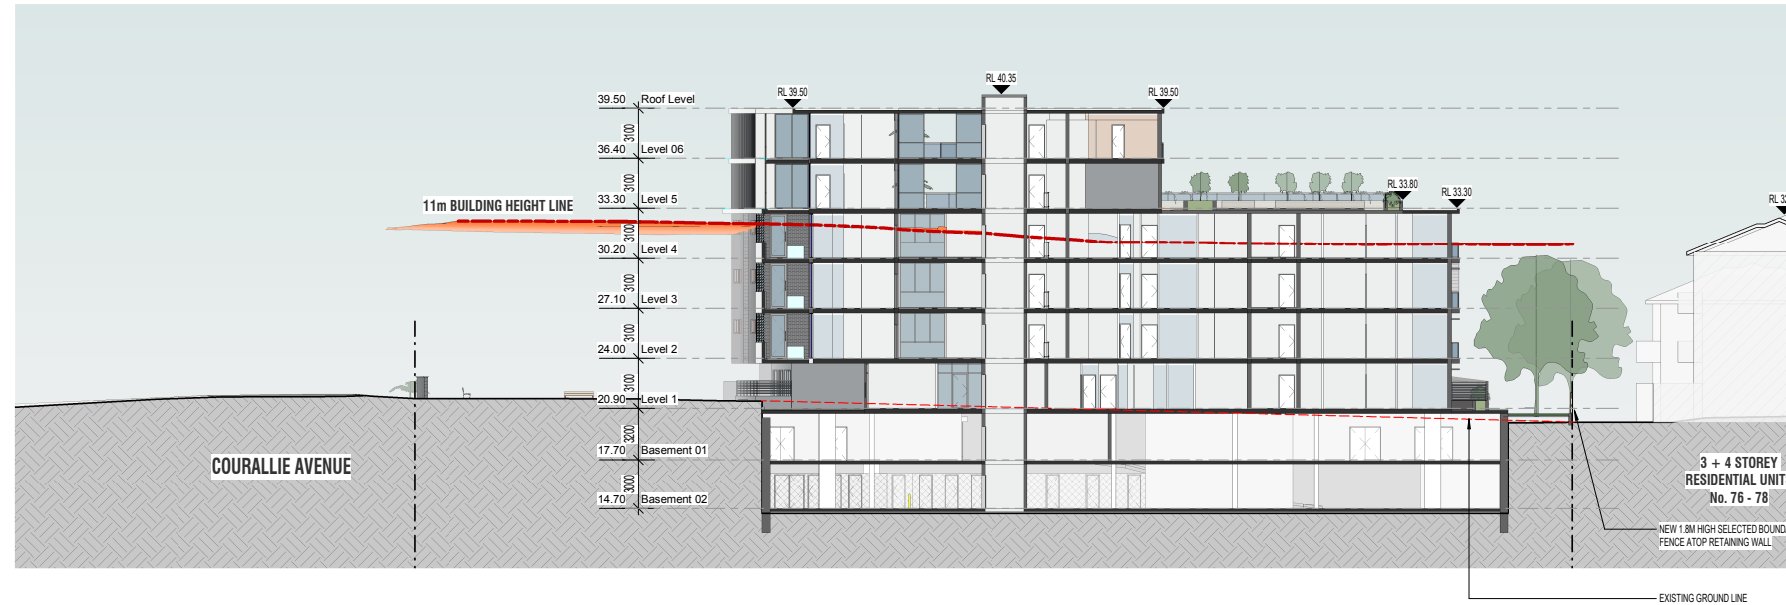 RL 40.35
RL 39.50
RL 39.50
39.50 Roof Level
3100
36.40 Level 06
3100
33.30 Level 5
3100
30.20 Level 4
3100
27.10 Level 3
3100
24.00 Level 2
3100
20.90 Level 1
3200
17.70 Basement 01
3000
14.70 Basement 02
11m BUILDING HEIGHT LINE
RL 33.80
RL 33.30
RL 32
COURALLIE AVENUE
3 + 4 STOREY
RESIDENTIAL UNIT
No. 76 - 78
NEW 1.8M HIGH SELECTED BOUND
FENCE ATOP RETAINING WALL
EXISTING GROUND LINE